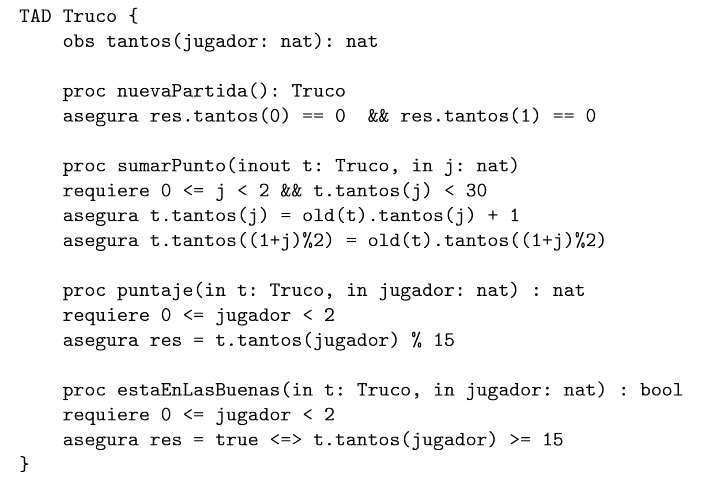 TAD Truco {
obs tantos(jugador: nat): nat
proc nuevaPartida(): Truco
asegura res.tantos(0) == 0 && res.tantos(1) == 0
proc sumarPunto(inout t: Truco, in j: nat)
requiere 0 <= j < 2 && t.tantos(j) < 30
asegura t.tantos(j) = old(t).tantos(j) + 1
asegura t.tantos((1+j)%2) = old(t).tantos((1+j)%2)
proc puntaje(in t: Truco, in jugador: nat) : nat
requiere 0 <= jugador < 2
asegura res = t.tantos(jugador) % 15
proc estaEnLasBuenas(in t: Truco, in jugador: nat) : bool
requiere 0 <= jugador < 2
asegura res = true <=> t.tantos(jugador) >= 15
}